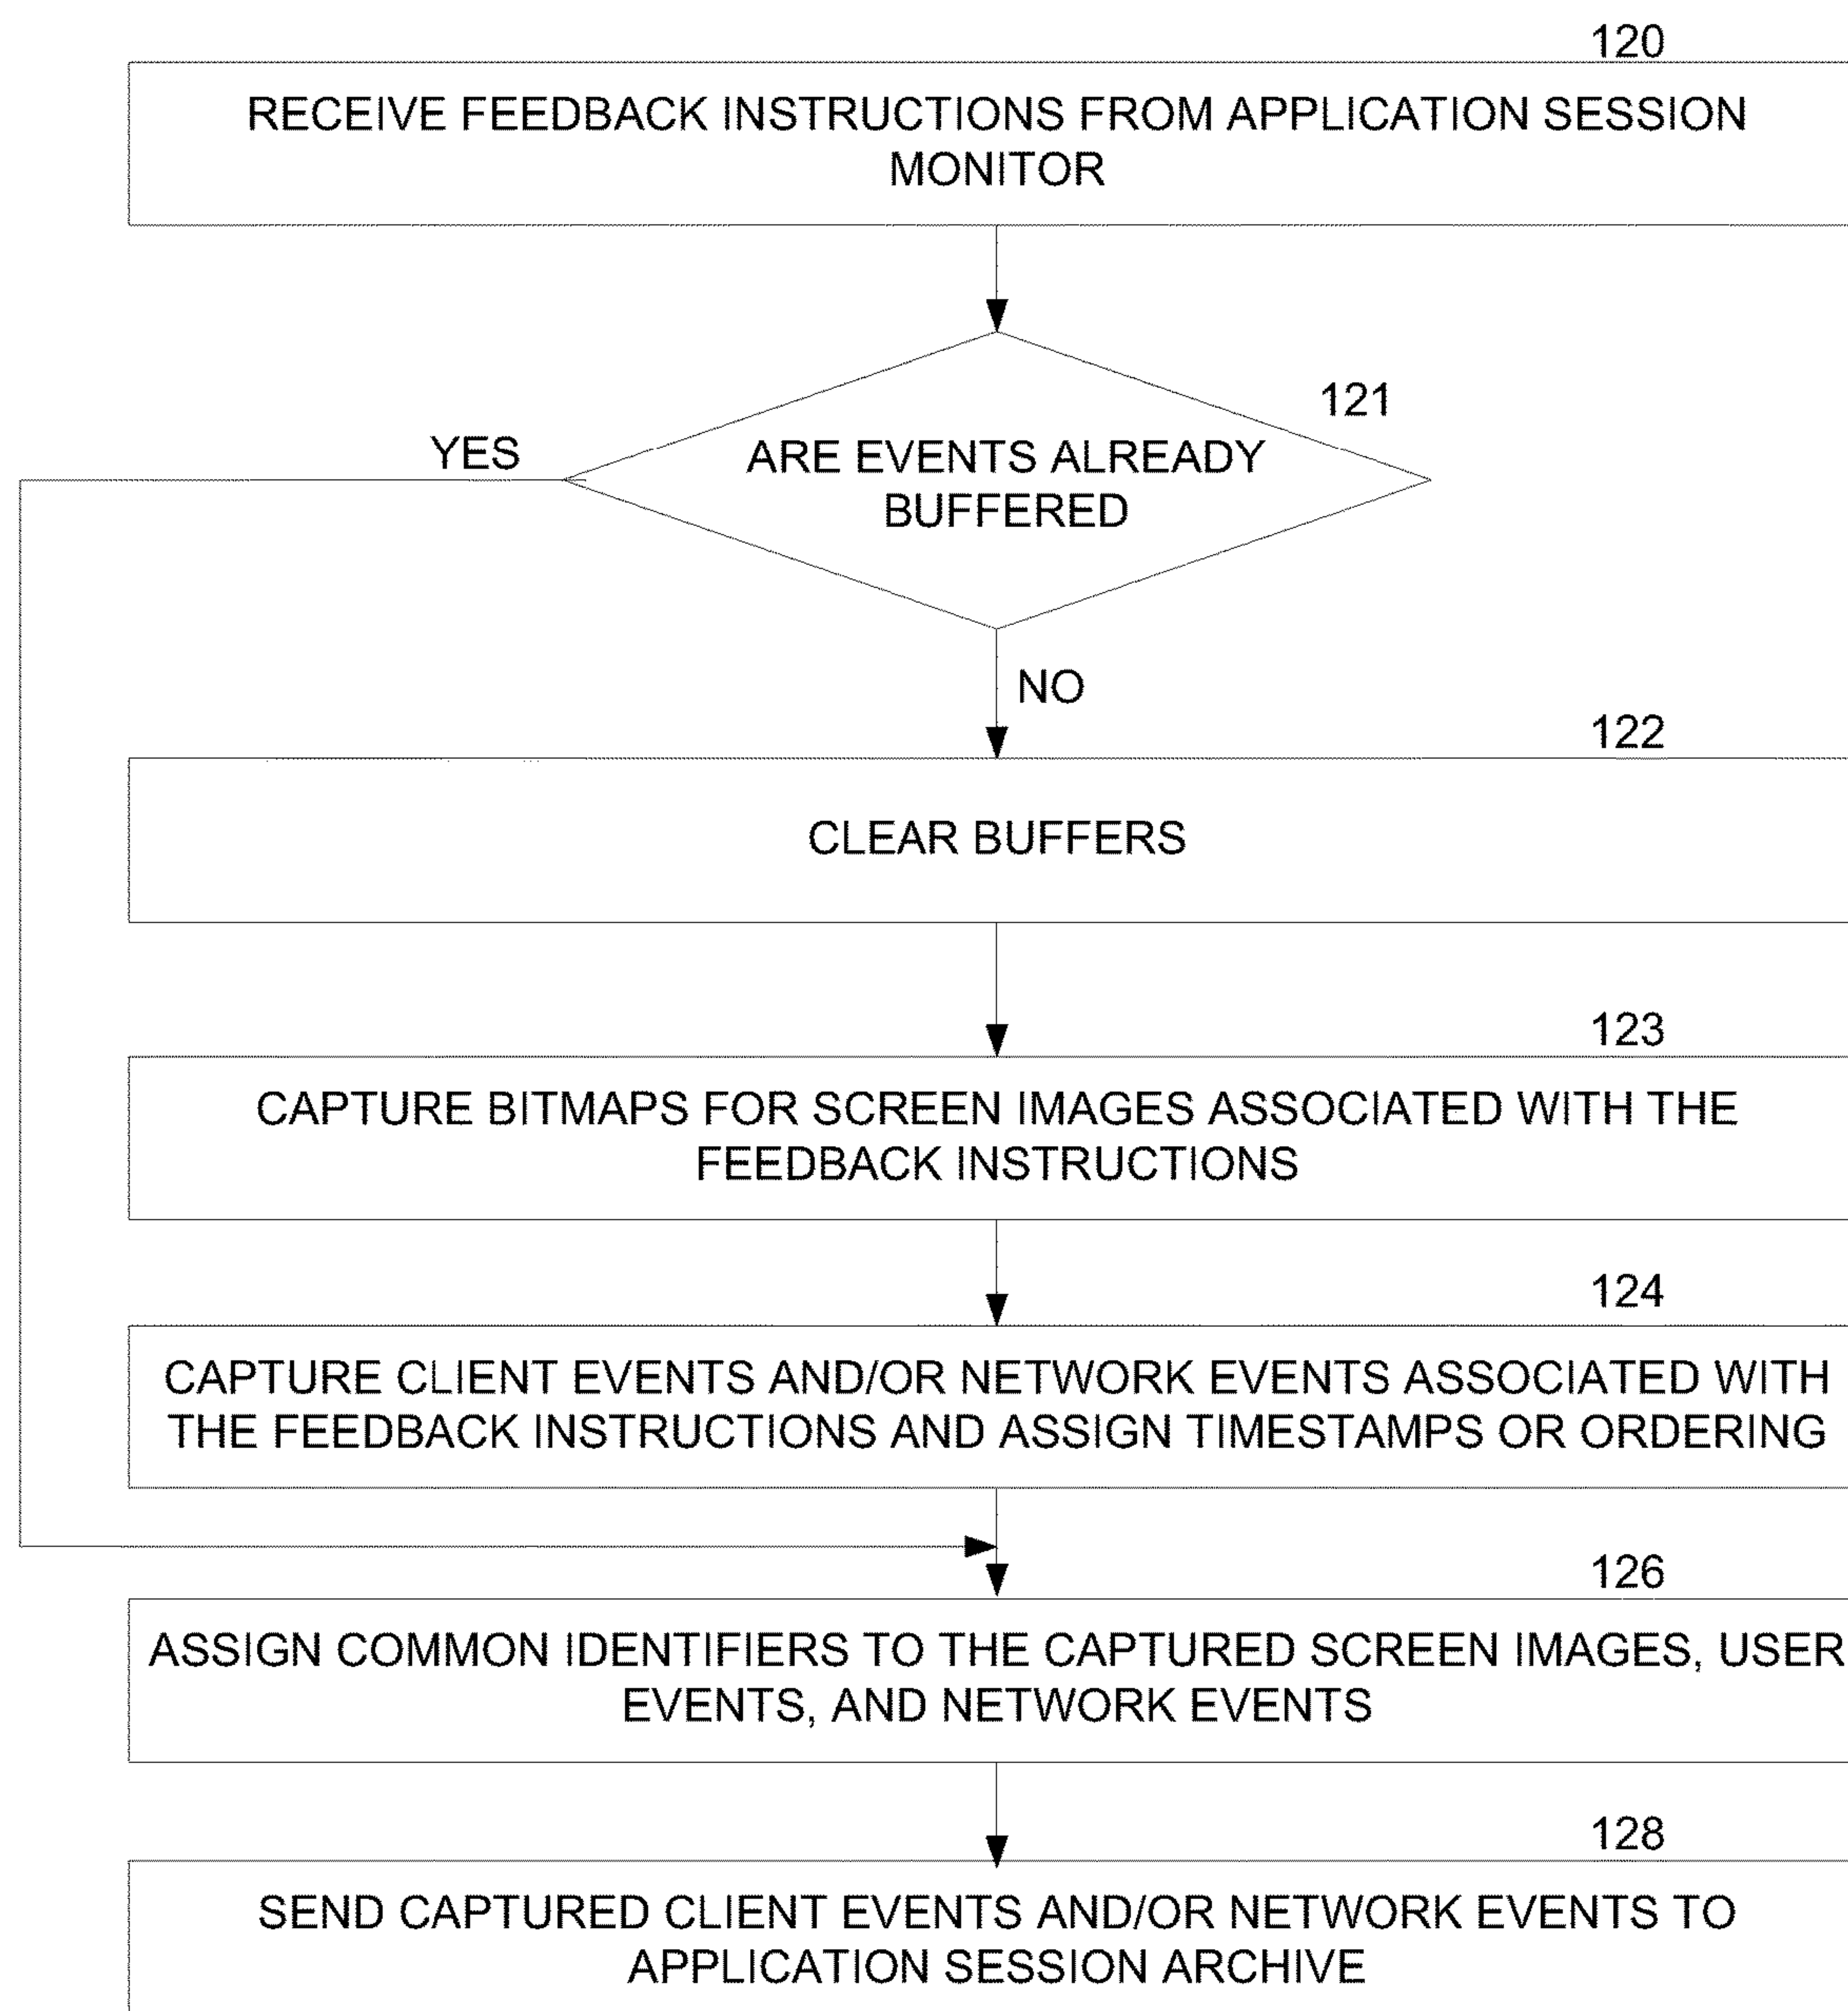 120
RECEIVE FEEDBACK INSTRUCTIONS FROM APPLICATION SESSION
MONITOR
121
YES
ARE EVENTS ALREADY
BUFFERED
NO
122
CLEAR BUFFERS
123
CAPTURE BITMAPS FOR SCREEN IMAGES ASSOCIATED WITH THE
FEEDBACK INSTRUCTIONS
124
CAPTURE CLIENT EVENTS AND/OR NETWORK EVENTS ASSOCIATED WITH
THE FEEDBACK INSTRUCTIONS AND ASSIGN TIMESTAMPS OR ORDERING
126
ASSIGN COMMON IDENTIFIERS TO THE CAPTURED SCREEN IMAGES, USER
EVENTS, AND NETWORK EVENTS
128
SEND CAPTURED CLIENT EVENTS AND/OR NETWORK EVENTS TO
APPLICATION SESSION ARCHIVE